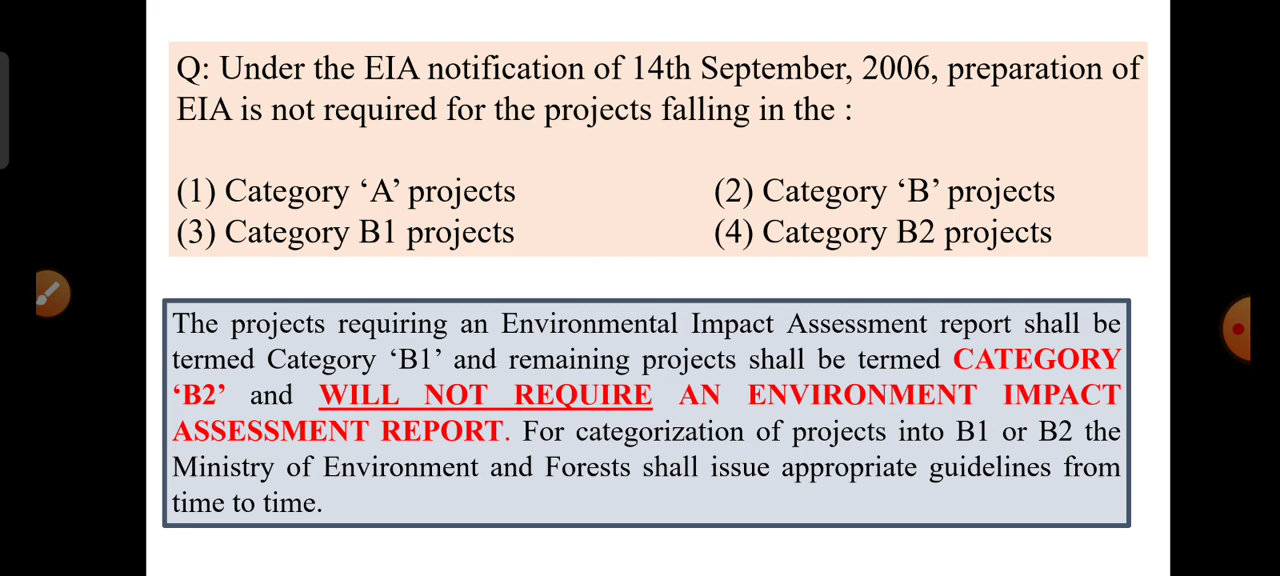 Q: Under the EIA notification of 14th September, 2006, preparation of
EIA is not required for the projects falling in the :
(1) Category ‘A’ projects (2) Category ‘B’ projects
(3) Category B1 projects (4) Category B2 projects
The projects requiring an Environmental Impact Assessment report shall be
termed Category ‘B1’ and remaining projects shall be termed CATEGORY
‘B2’ and WILL NOT REQUIRE AN ENVIRONMENT IMPACT
ASSESSMENT REPORT. For categorization of projects into B1 or B2 the
Ministry of Environment and Forests shall issue appropriate guidelines from
time to time.